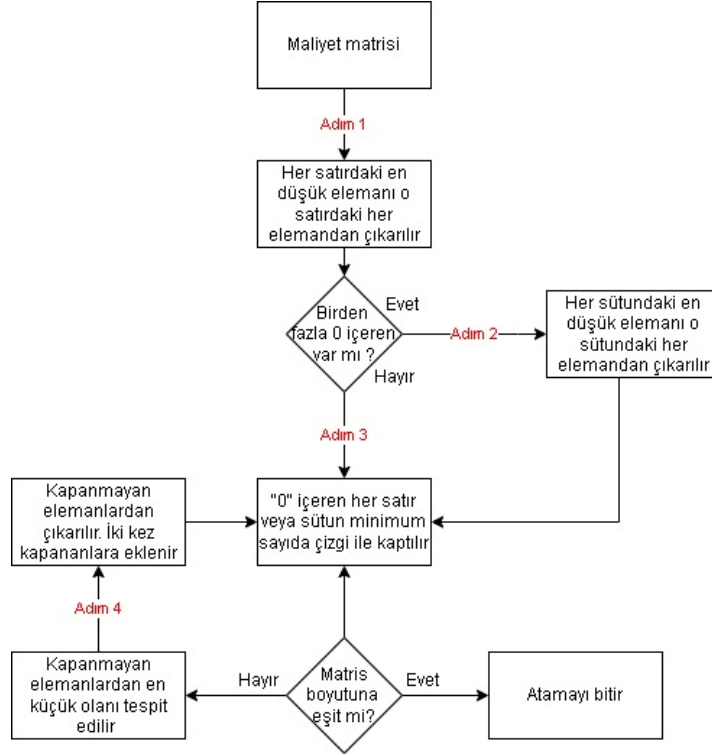 Maliyet matrisi
Adım 1
Her satırdaki en
düşük elemanı o
satırdaki her
elemandan çıkarılır
Birden
fazla 0 içeren
var mı ?
Evet
Hayır
Adım 2
Her sütundaki en
düşük elemanı o
sütundaki her
elemandan çıkarılır
Adım 3
"0" içeren her satır
veya sütun minimum
sayıda çizgi ile kaptılır
Kapanmayan
elemanlardan
çıkarılır. İki kez
kapananlara eklenir
Adım 4
Kapanmayan
elemanlardan en
küçük olanı tespit
edilir
Hayır
Matris
boyutuna
eşit mi?
Evet
Atamayı bitir